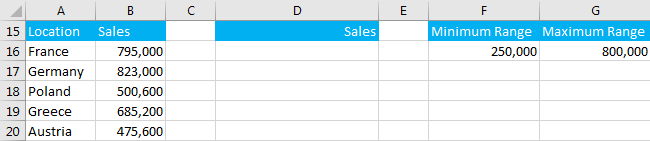 A B C D E F G
15 Location Sales Sales Minimum Range Maximum Range
16 France 795,000 250,000 800,000
17 Germany 823,000
18 Poland 500,600
19 Greece 685,200
20 Austria 475,600